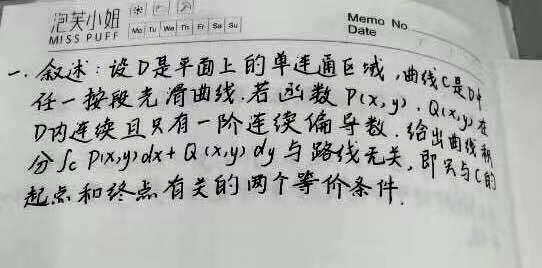 泡芙小姐
MISS PUFF
Mo Tu We Th Fr Sa Su
Memo No
Date
一. 叙述:设D是平面上的单连通区域,曲线C是D中
任一按段光滑曲线.若函数P(x,y),Q(x,y)在
D内连续且只有一阶连续偏导数.给出曲线积
分∫c P(x,y)dx+Q(x,y)dy与路线无关,即只与C的
起点和终点有关的两个等价条件.